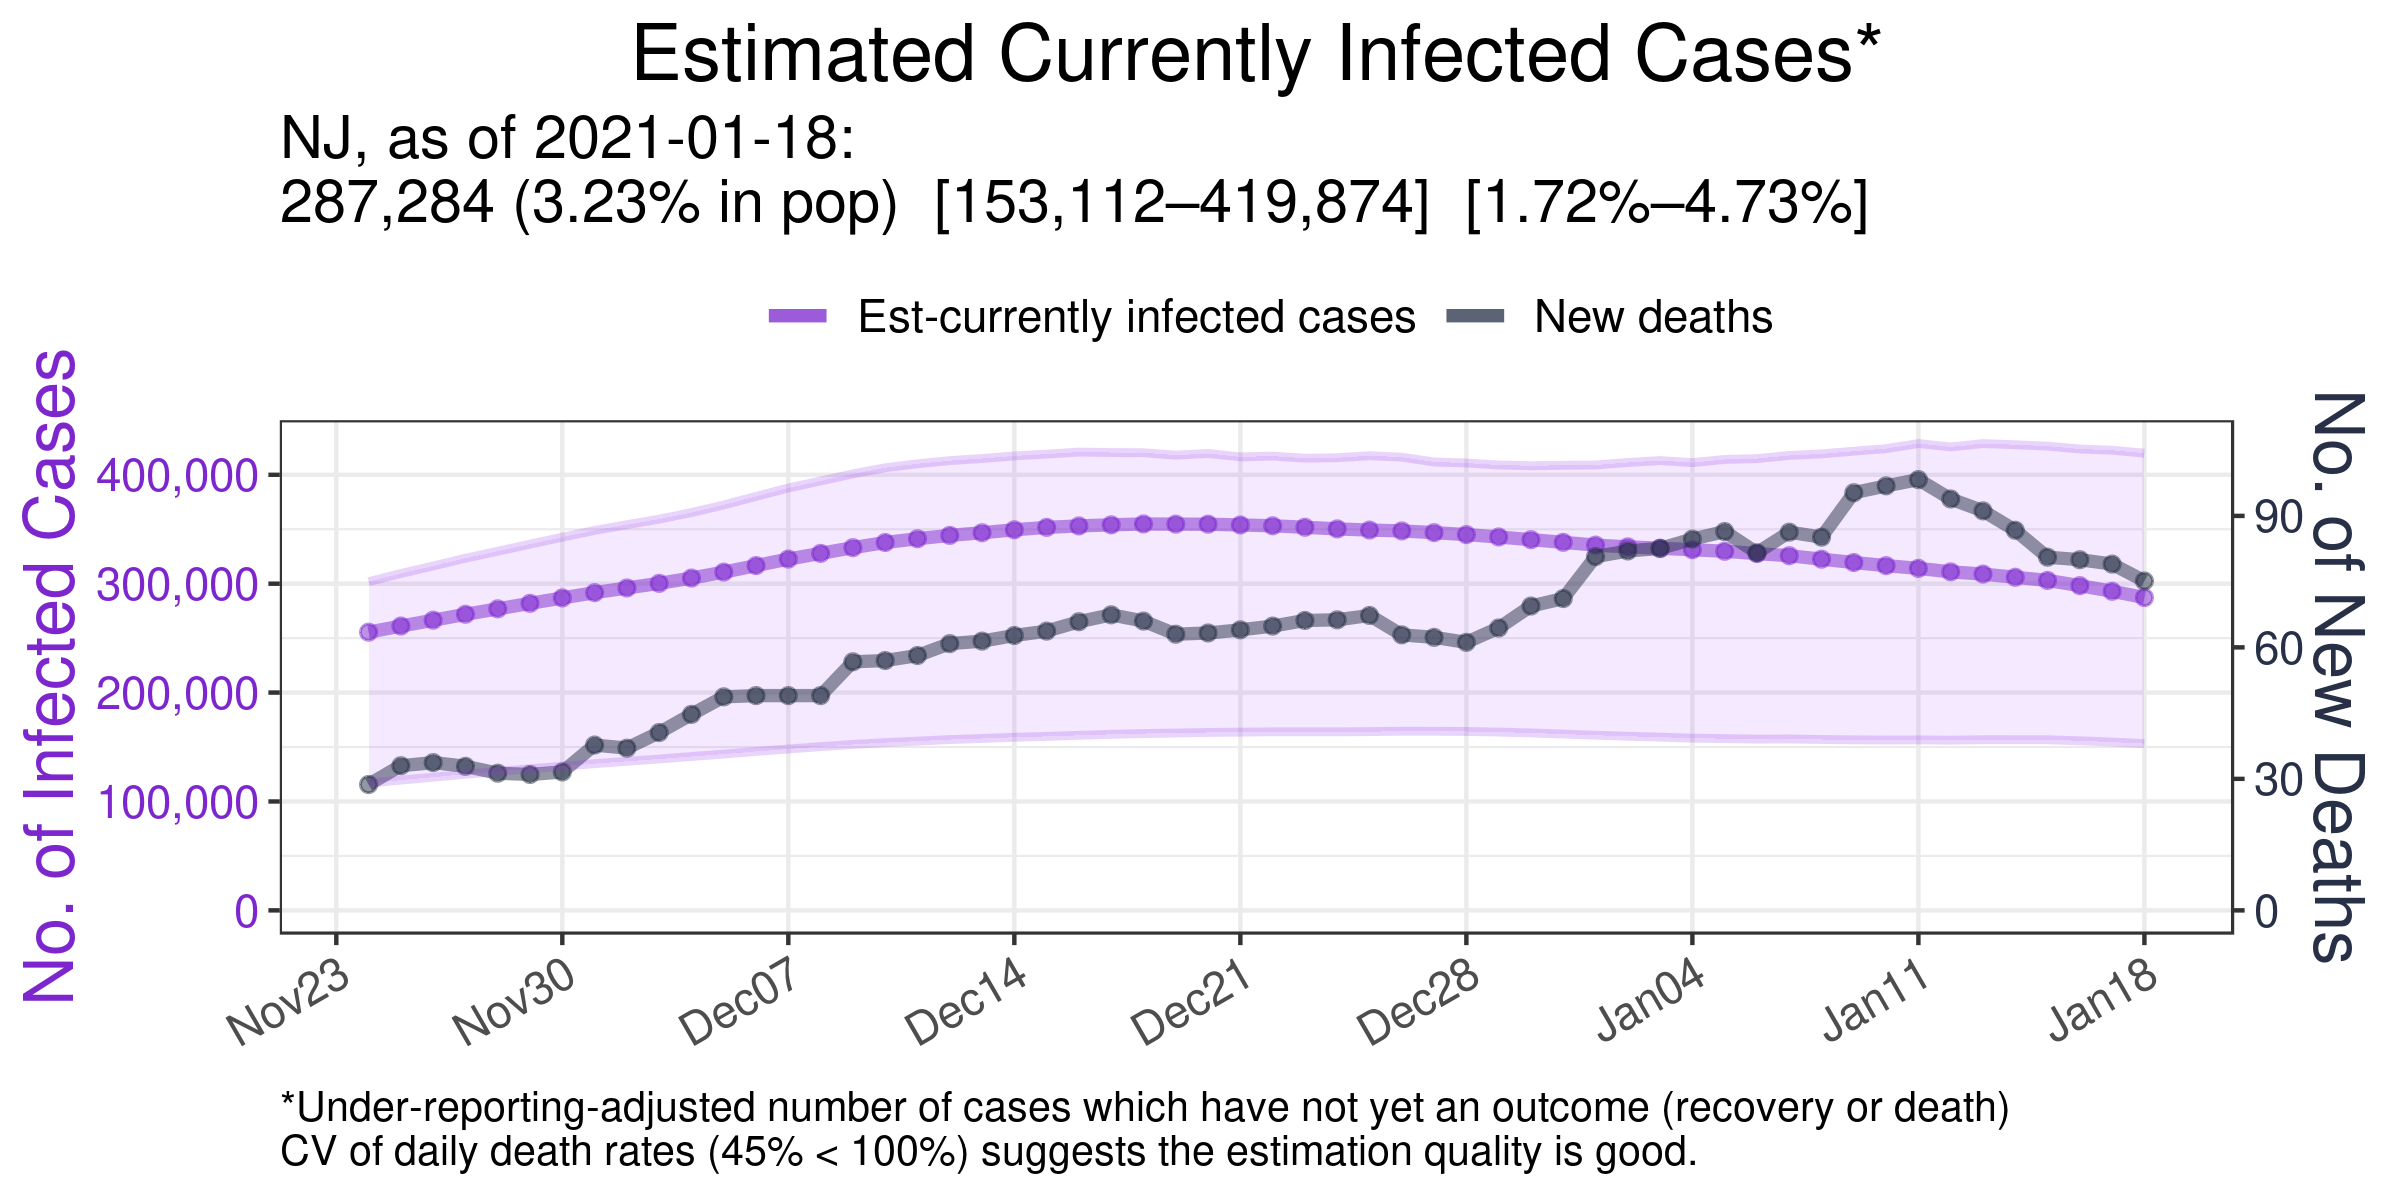 Estimated Currently Infected Cases*
NJ, as of 2021-01-18:
287,284 (3.23% in pop)  [153,112–419,874]  [1.72%–4.73%]
Est-currently infected cases
New deaths
No. of Infected Cases
400,000
300,000
200,000
100,000
0
No. of New Deaths
90
60
30
0
Nov23
Nov30
Dec07
Dec14
Dec21
Dec28
Jan04
Jan11
Jan18
*Under-reporting-adjusted number of cases which have not yet an outcome (recovery or death)
CV of daily death rates (45% < 100%) suggests the estimation quality is good.